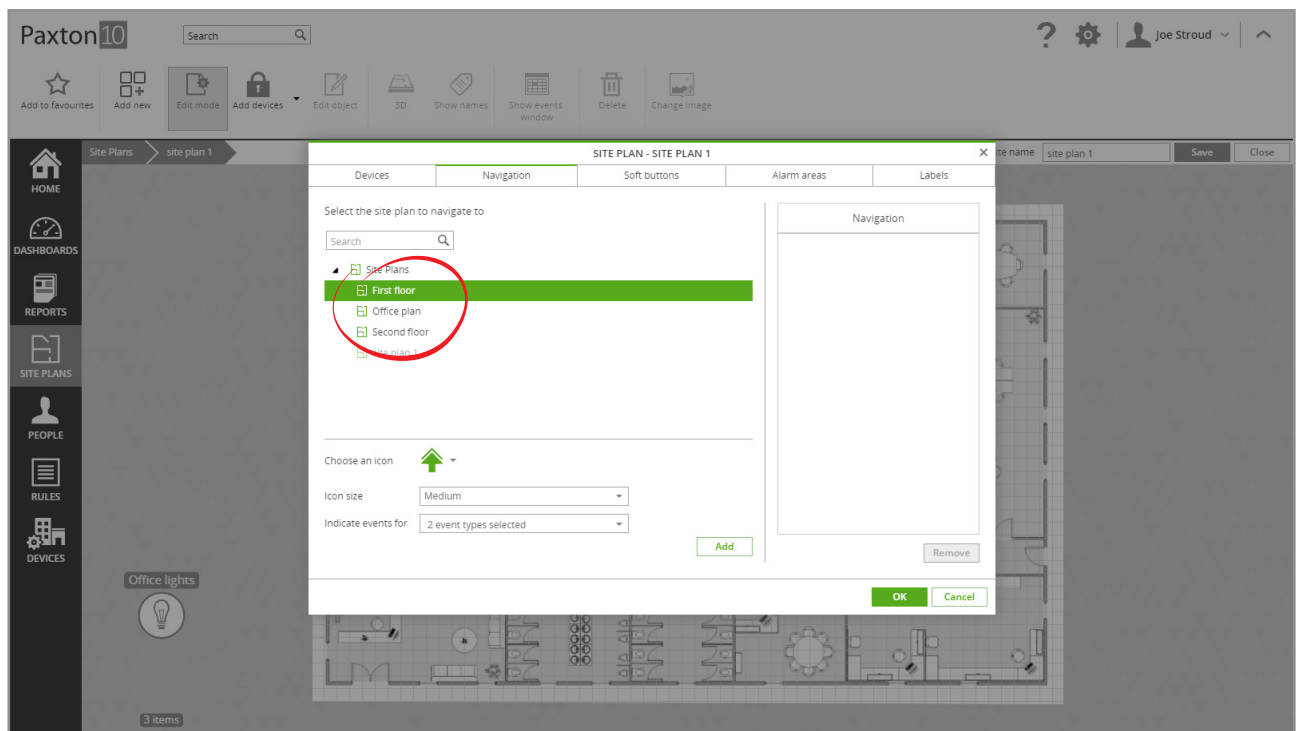 Paxton10
Search
Joe Stroud
Add to favourites
Add new
Edit mode
Add devices
Edit object
3D
Show names
Show events
window
Delete
Change image
Site Plans
site plan 1
SITE PLAN - SITE PLAN 1
te name
site plan 1
Save
Close
HOME
DASHBOARDS
REPORTS
SITE PLANS
PEOPLE
RULES
DEVICES
Devices
Navigation
Soft buttons
Alarm areas
Labels
Select the site plan to navigate to
Search
Site Plans
First floor
Office plan
Second floor
site plan 1
Choose an icon
Icon size
Medium
Indicate events for
2 event types selected
Add
Navigation
Remove
OK
Cancel
Office lights
3 items